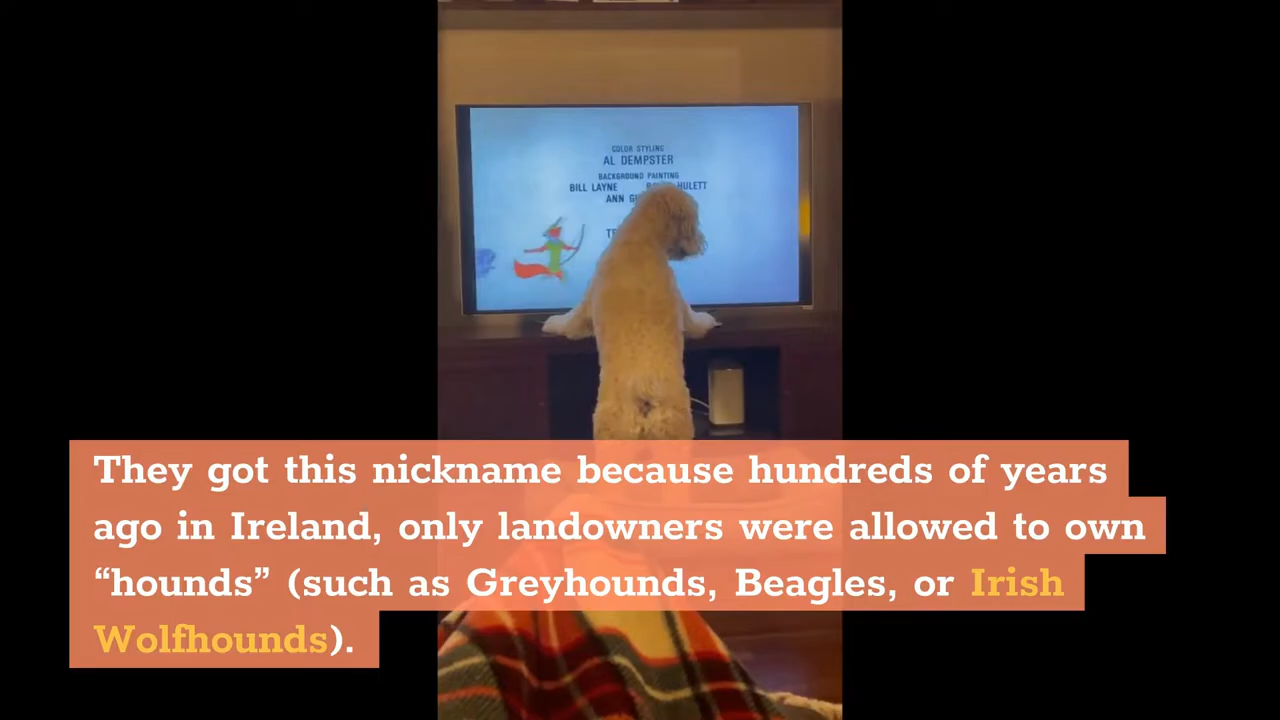 COLOR STYLING
AL DEMPSTER
BACKGROUND PAINTING
BILL LAYNE HULETT
ANN
They got this nickname because hundreds of years
ago in Ireland, only landowners were allowed to own
“hounds” (such as Greyhounds, Beagles, or Irish
Wolfhounds).